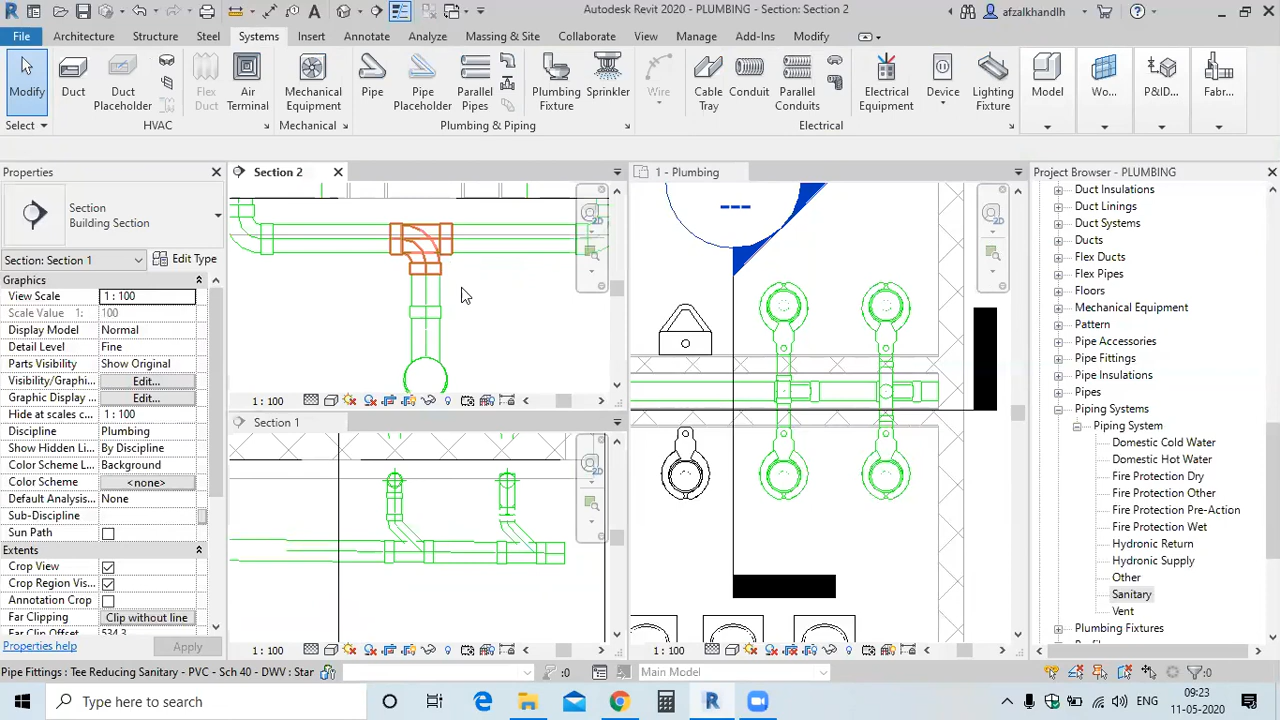 Autodesk Revit 2020 - PLUMBING - Section: Section 2
afzalkhandlh
File
Architecture
Structure
Steel
Systems
Insert
Annotate
Analyze
Massing & Site
Collaborate
View
Manage
Add-Ins
Modify
Modify
Duct
Duct Placeholder
Flex Duct
Air Terminal
Mechanical Equipment
Pipe
Pipe Placeholder
Parallel Pipes
Plumbing Fixture
Sprinkler
Wire
Cable Tray
Conduit
Parallel Conduits
Electrical Equipment
Device
Lighting Fixture
Model
Wo...
P&ID...
Fabr...
Select
HVAC
Mechanical
Plumbing & Piping
Electrical
Properties
Section
Building Section
Section: Section 1
Edit Type
Graphics
View Scale 1 : 100
Scale Value 1: 100
Display Model Normal
Detail Level Fine
Parts Visibility Show Original
Visibility/Graphi... Edit...
Graphic Display ... Edit...
Hide at scales c... 1 : 100
Discipline Plumbing
Show Hidden Li... By Discipline
Color Scheme L... Background
Color Scheme <none>
Default Analysis... None
Sub-Discipline
Sun Path
Extents
Crop View
Crop Region Vis...
Annotation Crop
Far Clipping Clip without line
Far Clip Offset 534.3
Properties help
Apply
Section 2
2D
1 : 100
Section 1
1 : 100
1 - Plumbing
2D
1 : 100
Project Browser - PLUMBING
Duct Insulations
Duct Linings
Duct Systems
Ducts
Flex Ducts
Flex Pipes
Floors
Mechanical Equipment
Pattern
Pipe Accessories
Pipe Fittings
Pipe Insulations
Pipes
Piping Systems
Piping System
Domestic Cold Water
Domestic Hot Water
Fire Protection Dry
Fire Protection Other
Fire Protection Pre-Action
Fire Protection Wet
Hydronic Return
Hydronic Supply
Other
Sanitary
Vent
Plumbing Fixtures
Pipe Fittings : Tee Reducing Sanitary - PVC - Sch 40 - DWV : Star
:0
Main Model
:0
Type here to search
ENG
09:23
11-05-2020